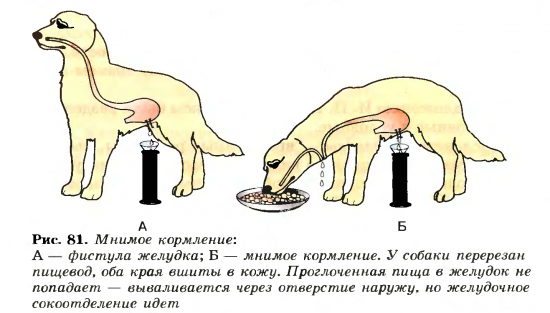 А
Б
Рис. 81. Мнимое кормление:
А — фистула желудка; Б — мнимое кормление. У собаки перерезан
пищевод, оба края вшиты в кожу. Проглоченная пища в желудок не
попадает — вываливается через отверстие наружу, но желудочное
сокоотделение идет